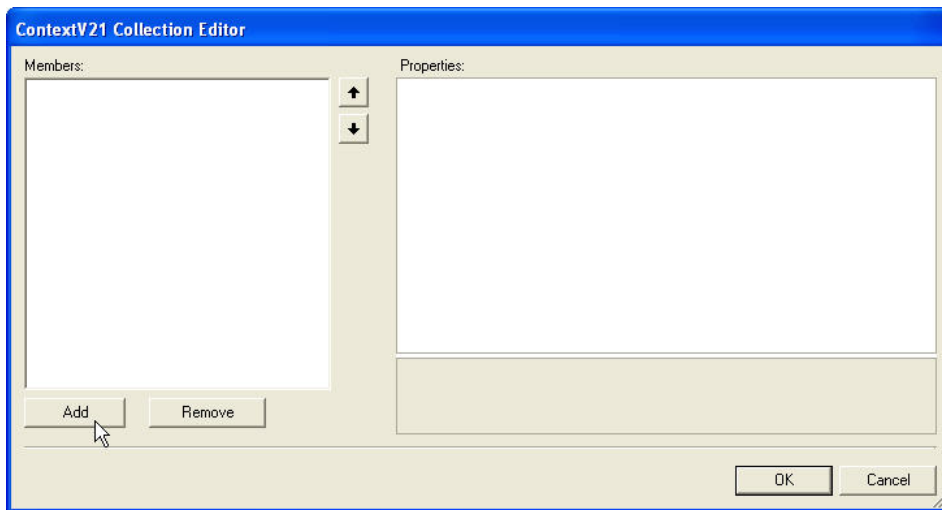 ContextV21 Collection Editor
Members:
Properties:
Add
Remove
OK
Cancel